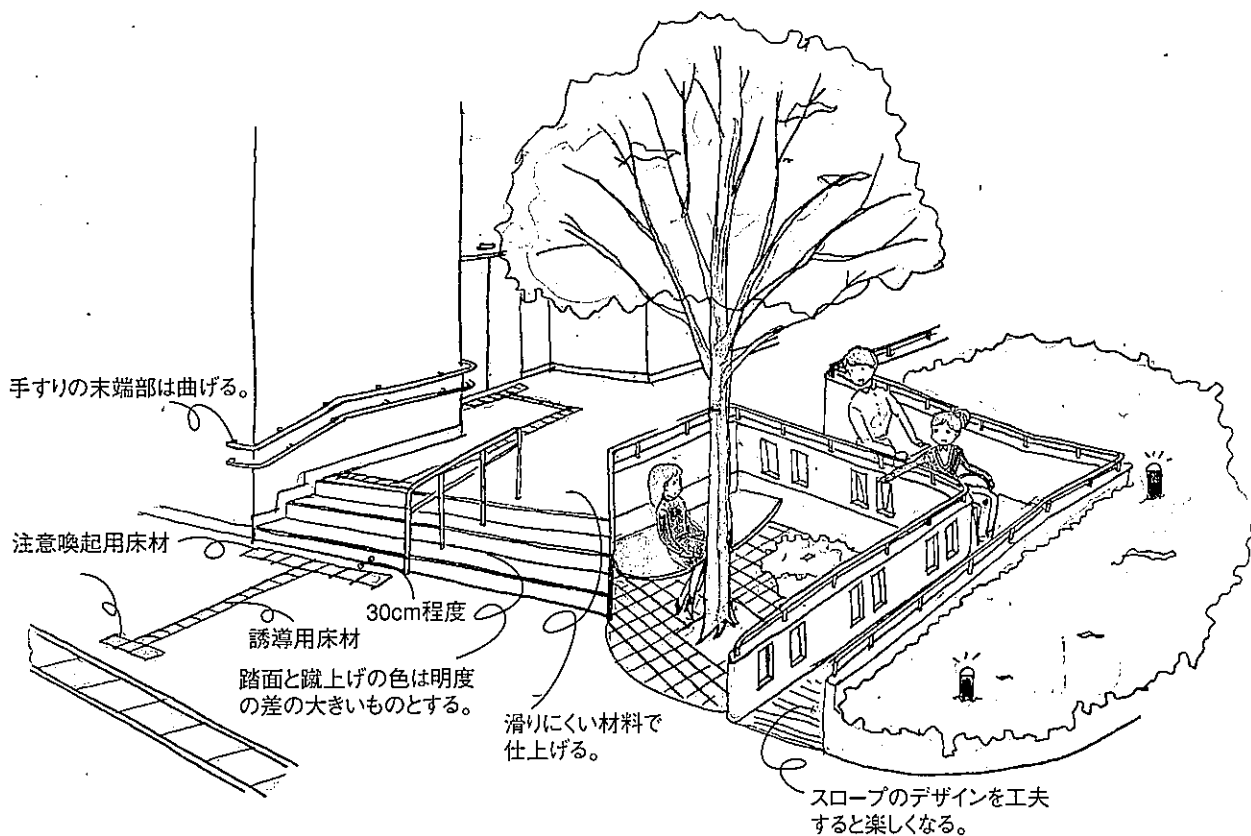 手すりの末端部は曲げる。
注意喚起用床材
誘導用床材
30cm程度
踏面と蹴上げの色は明度
の差の大きいものとする。
滑りにくい材料で
仕上げる。
スロープのデザインを工夫
すると楽しくなる。